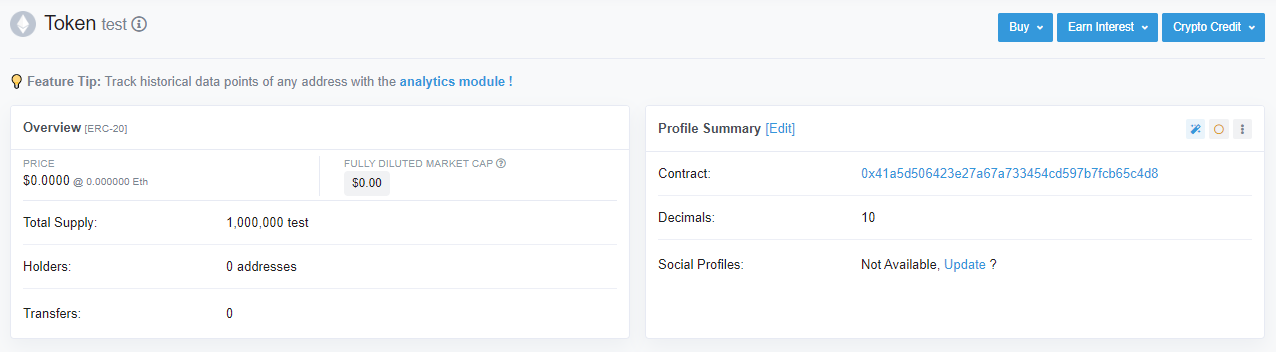 Token test
Buy
Earn Interest
Crypto Credit
Feature Tip: Track historical data points of any address with the analytics module !
Overview [ERC-20]
PRICE
$0.0000 @ 0.000000 Eth
FULLY DILUTED MARKET CAP
$0.00
Total Supply: 1,000,000 test
Holders: 0 addresses
Transfers: 0
Profile Summary [Edit]
Contract: 0x41a5d506423e27a67a733454cd597b7fcb65c4d8
Decimals: 10
Social Profiles: Not Available, Update ?